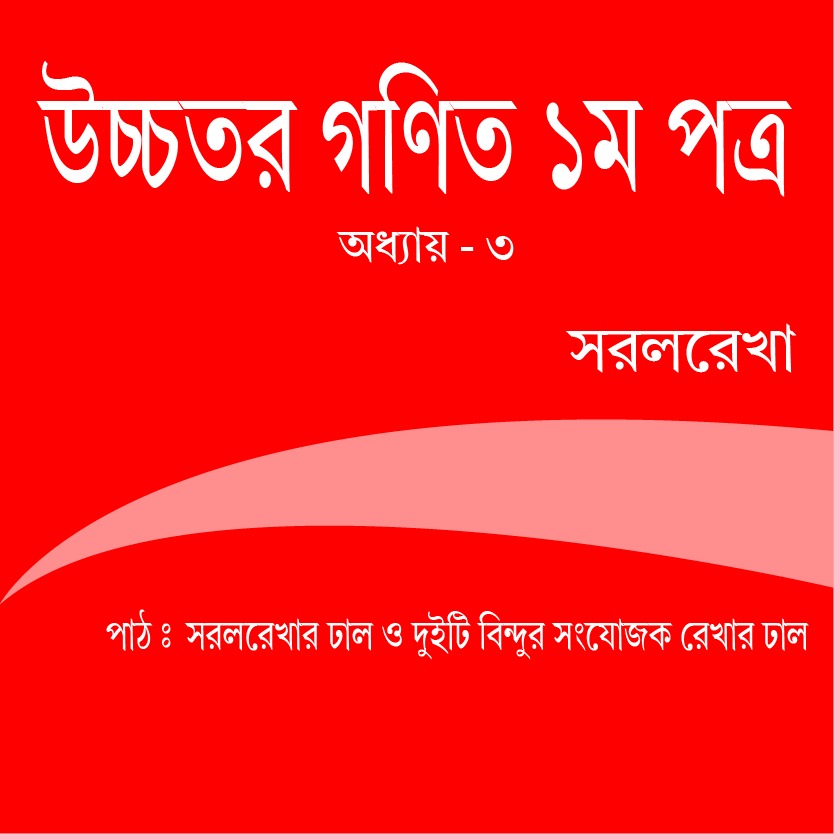 উচ্চতর গণিত ১ম পত্র
অধ্যায় - ৩
সরলরেখা
পাঠ ঃ সরলরেখার ঢাল ও দুইটি বিন্দুর সংযোজক রেখার ঢাল